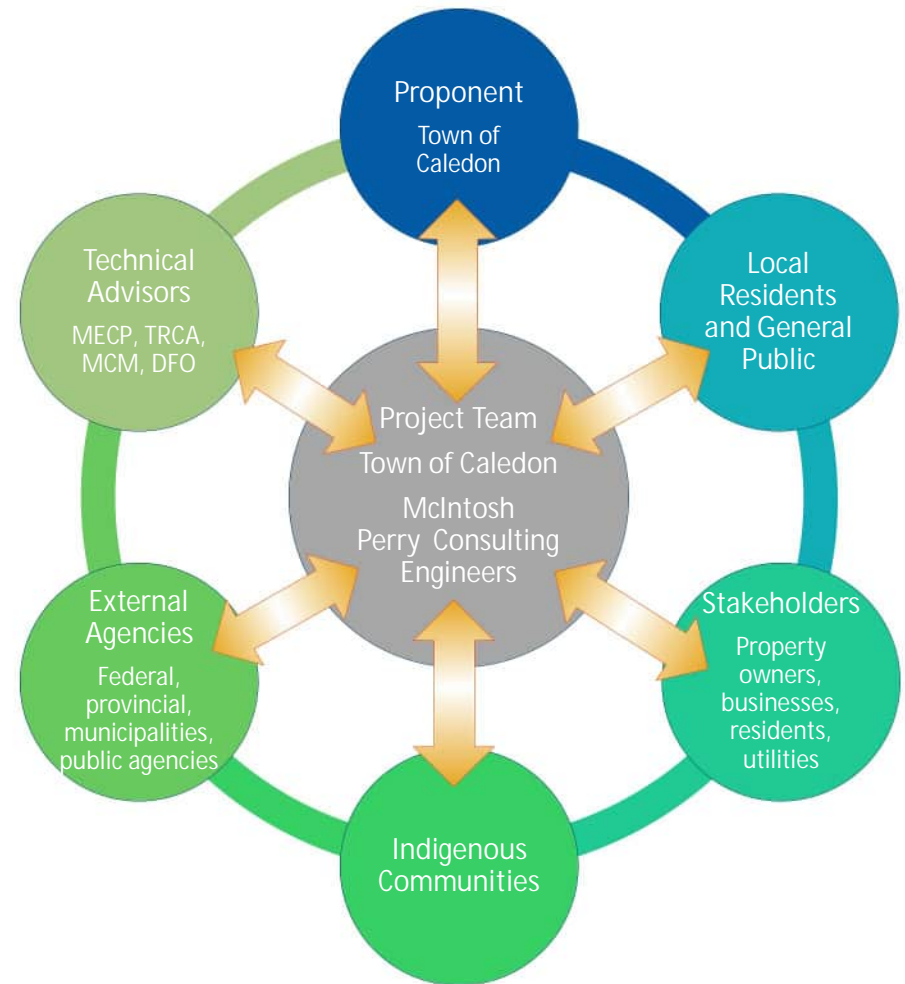 Proponent
Town of
Caledon
Technical
Advisors
MECP, TRCA,
MCM, DFO
Local
Residents
and General
Public
Project Team
Town of Caledon
McIntosh
Perry Consulting
Engineers
External
Agencies
Federal,
provincial,
municipalities,
public agencies
Stakeholders
Property
owners,
businesses,
residents,
utilities
Indigenous
Communities